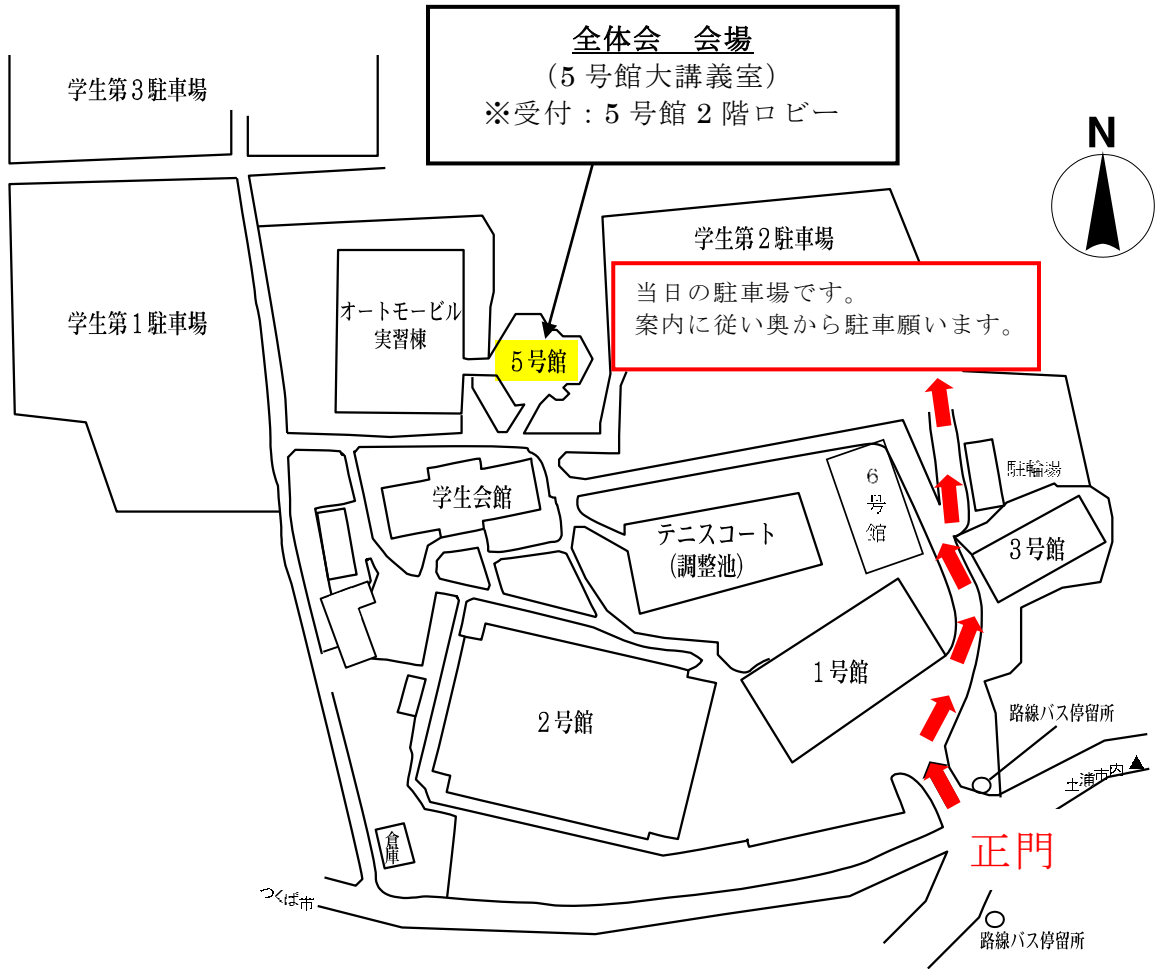 全体会　会場
(5号館大講義室)
※受付：5号館2階ロビー
学生第3駐車場
N
学生第2駐車場
当日の駐車場です。
案内に従い奥から駐車願います。
学生第1駐車場
オートモービル
実習棟
5号館
駐輪場
6号館
学生会館
テニスコート
(調整池)
3号館
1号館
2号館
路線バス停留所
土浦市内
倉庫
正門
つくば市
路線バス停留所